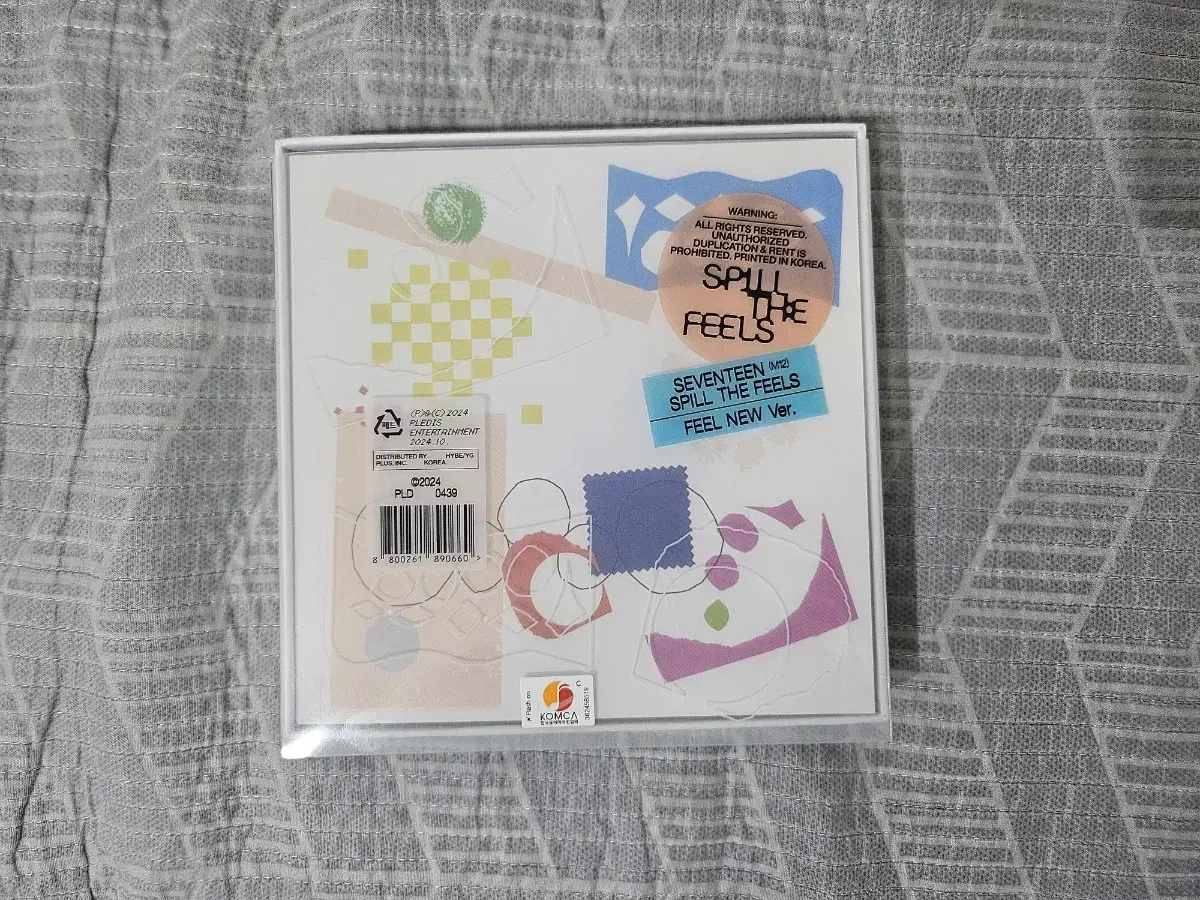 WARNING:
ALL RIGHTS RESERVED.
UNAUTHORIZED
DUPLICATION & RENT IS
PROHIBITED. PRINTED IN KOREA.
SPILL
THE
FEELS
SEVENTEEN (M12)
SPILL THE FEELS
FEEL NEW Ver.
(P)&(C) 2024
PLEDIS
ENTERTAINMENT
2024.10.
DISTRIBUTED BY HYBE/YG
PLUS, INC. KOREA.
©2024
PLD 0439
8 800261 890660 >
Flash on
KOMCA
C